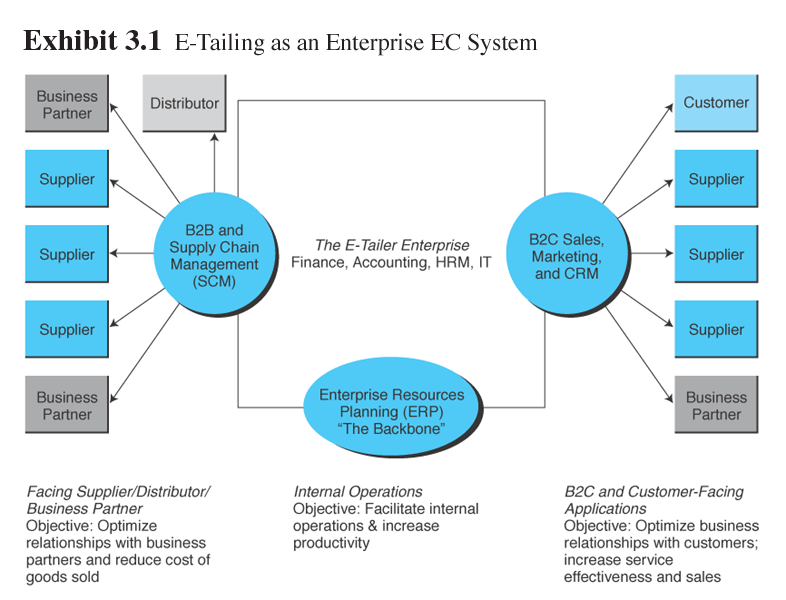 Exhibit 3.1 E-Tailing as an Enterprise EC System
Business
Partner
Distributor
Customer
Supplier
Supplier
B2B and
Supply Chain
Management
(SCM)
The E-Tailer Enterprise
Finance, Accounting, HRM, IT
B2C Sales,
Marketing,
and CRM
Supplier
Supplier
Supplier
Supplier
Enterprise Resources
Planning (ERP)
“The Backbone”
Business
Partner
Business
Partner
Facing Supplier/Distributor/
Business Partner
Objective: Optimize
relationships with business
partners and reduce cost of
goods sold
Internal Operations
Objective: Facilitate internal
operations & increase
productivity
B2C and Customer-Facing
Applications
Objective: Optimize business
relationships with customers;
increase service
effectiveness and sales